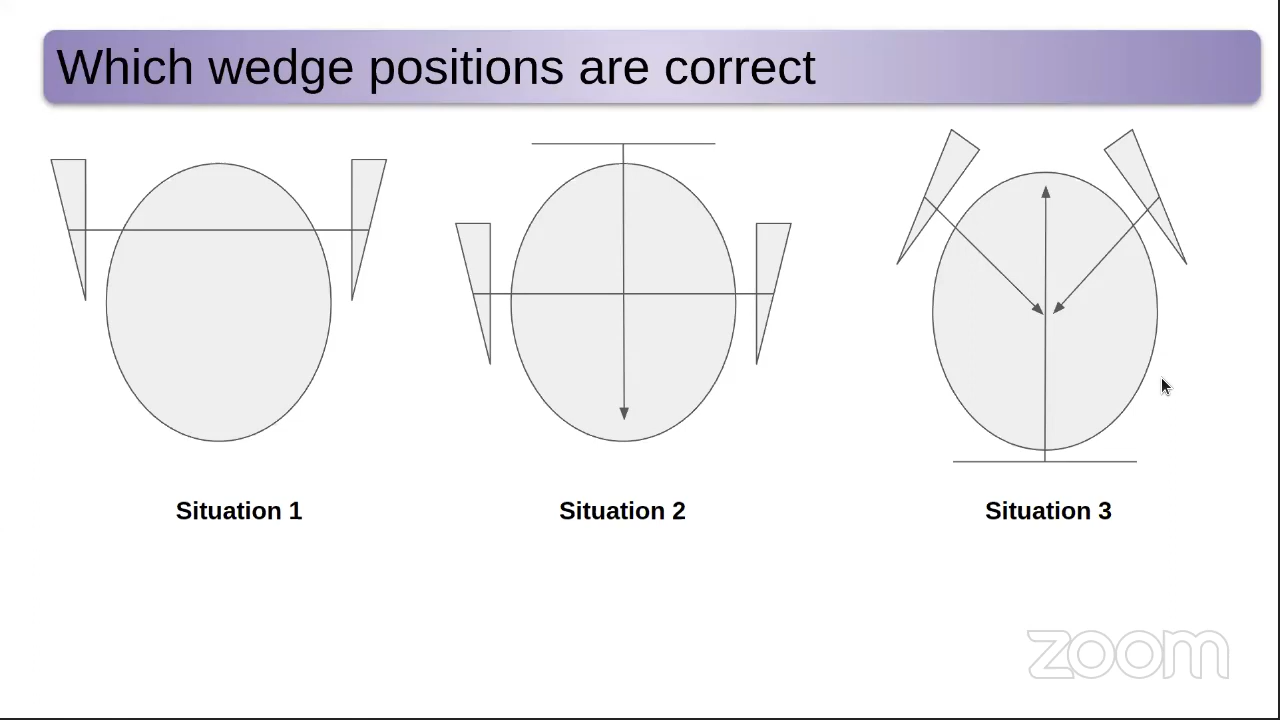 Which wedge positions are correct
Situation 1
Situation 2
Situation 3
zoom